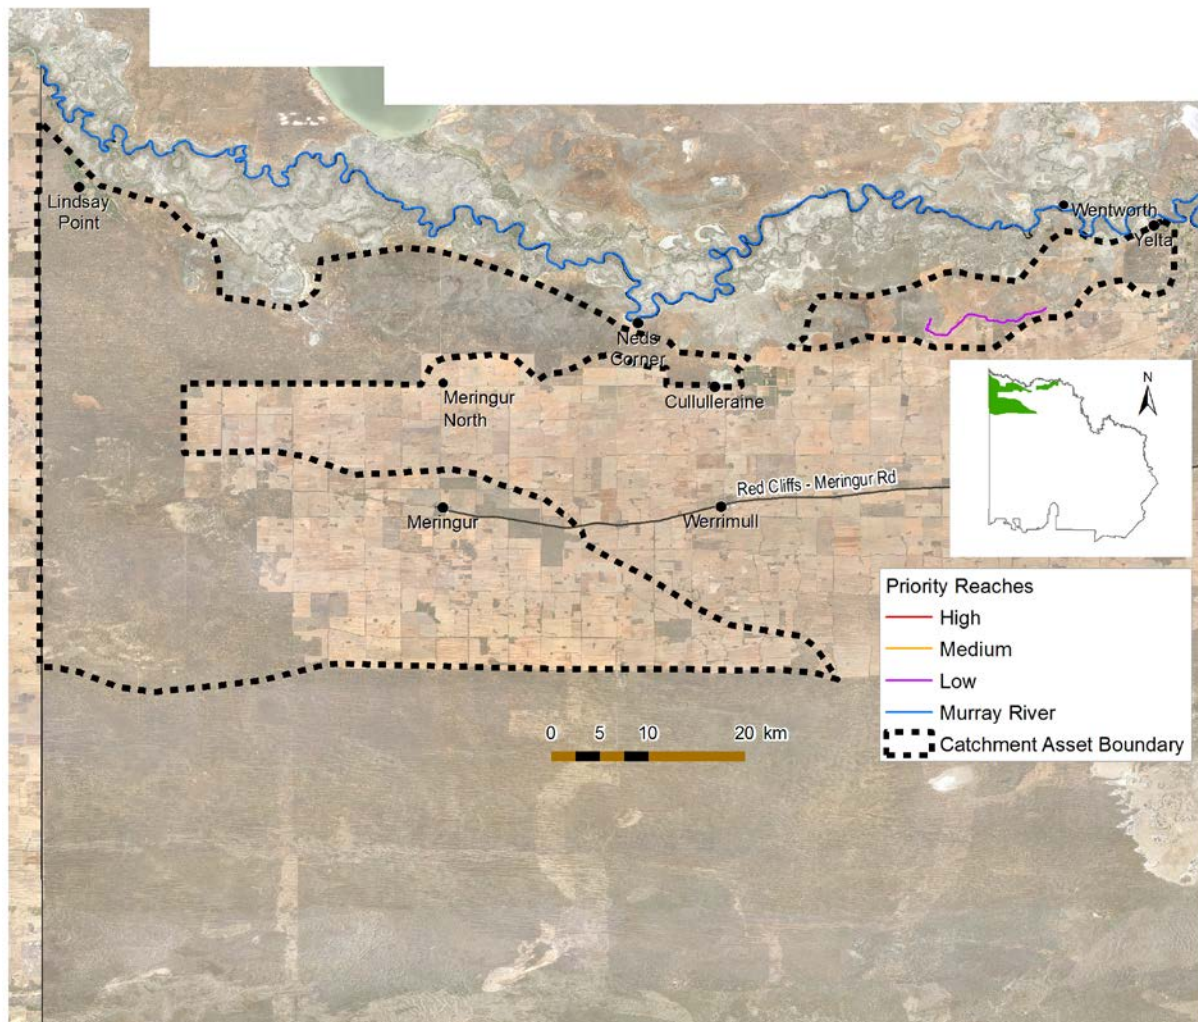 Lindsay
Point
Wentworth
Yelta
Neds
Corner
Meringur
North
Cullulleraine
Red Cliffs - Meringur Rd
Meringur
Werrimull
N
Priority Reaches
High
Medium
Low
Murray River
Catchment Asset Boundary
0 5 10 20 km